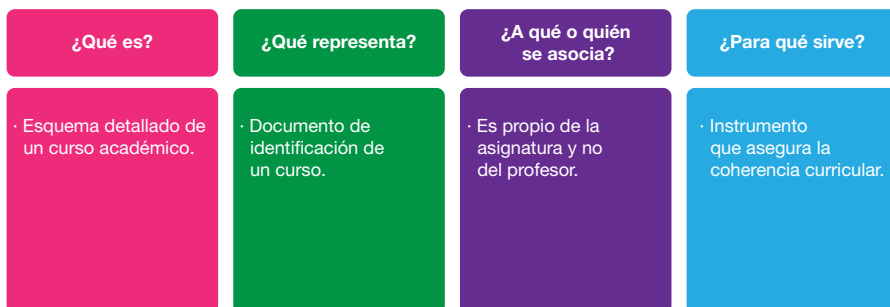 ¿Qué es?
¿Qué representa?
¿A qué o quién
se asocia?
¿Para qué sirve?
· Esquema detallado de
un curso académico.
· Documento de
identificación de
un curso.
· Es propio de la
asignatura y no
del profesor.
· Instrumento
que asegura la
coherencia curricular.